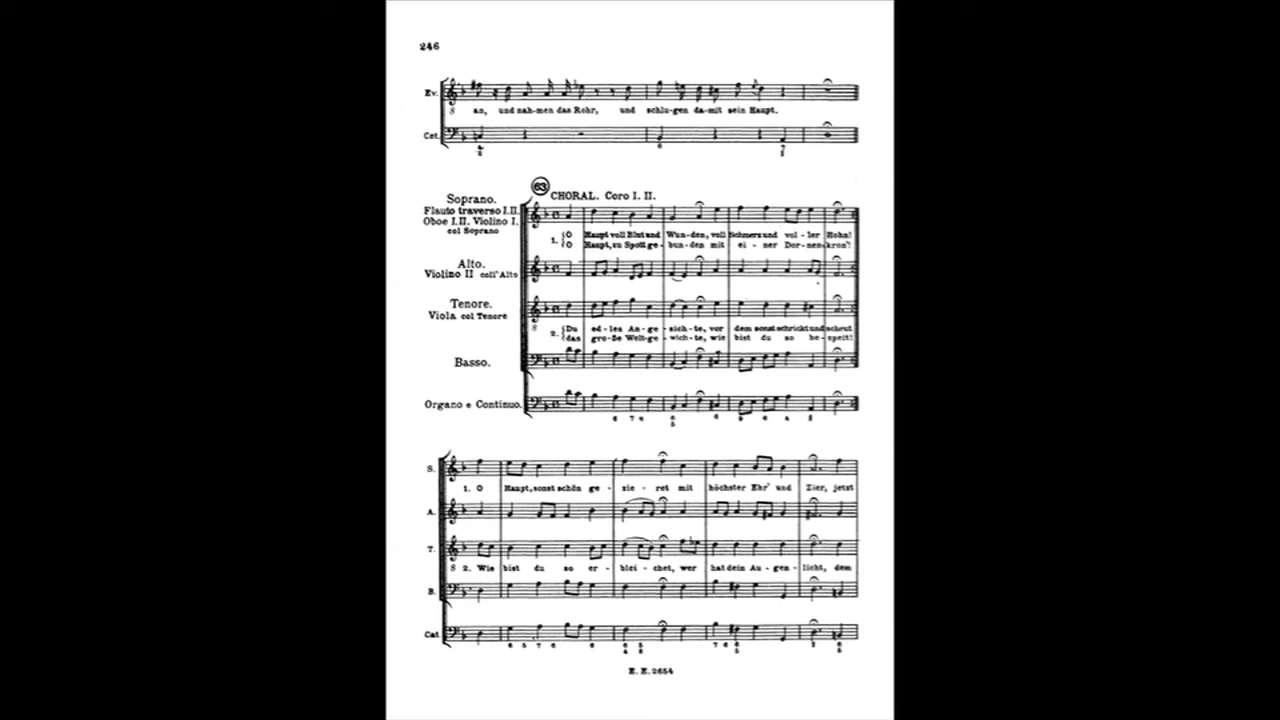 246
Ev.
an, und nah-men das Rohr, und schlu-gen da-mit sein Haupt.
Cot.
63
CHORAL. Coro I. II.
Soprano.
Flauto traverso I.II.
Oboe I.II. Violino I.
col Soprano
1. {O Haupt voll Blut und Wun-den, voll Schmerz und vol-ler Hohn!
{O Haupt, zu Spott ge-bun-den mit ei-ner Dor-nen-kron'!
Alto.
Violino II coll'Alto
Tenore.
Viola col Tenore
8
2. {Du ed-les An-ge-sich-te, vor dem sonst schrickt und scheut
{das große Welt-ge-wich-te, wie bist du so be-speit!
Basso.
Organo e Continuo.
S.
1. O Haupt, sonst schön ge-zie-ret mit höchster Ehr' und Zier, jetzt
A.
T.
8 2. Wie bist du so er-blei-chet, wer hat dein Au-gen-licht, dem
B.
E. E. 2654